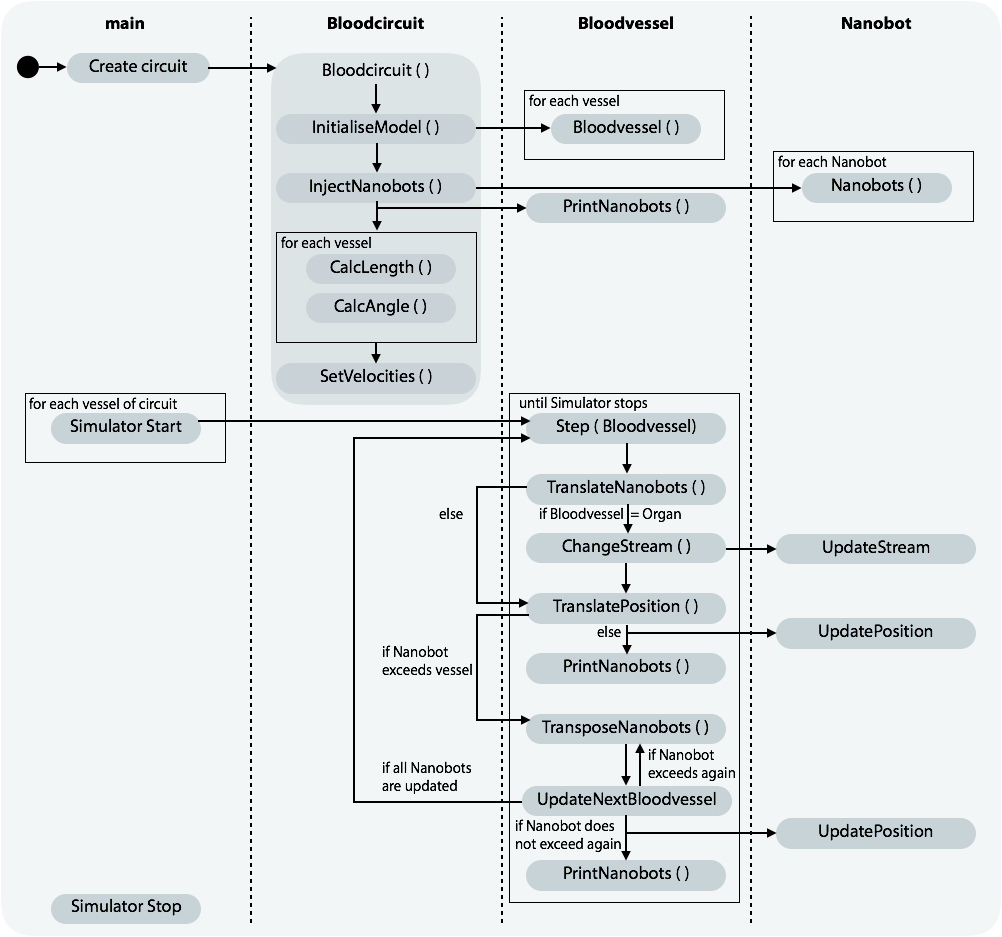 main
Bloodcircuit
Bloodvessel
Nanobot
Create circuit
Bloodcircuit ( )
for each vessel
InitialiseModel ( )
Bloodvessel ( )
for each Nanobot
InjectNanobots ( )
Nanobots ( )
PrintNanobots ( )
for each vessel
CalcLength ( )
CalcAngle ( )
SetVelocities ( )
for each vessel of circuit
Simulator Start
until Simulator stops
Step ( Bloodvessel)
TranslateNanobots ( )
else
if Bloodvessel = Organ
ChangeStream ( )
UpdateStream
TranslatePosition ( )
else
UpdatePosition
if Nanobot
exceeds vessel
PrintNanobots ( )
TransposeNanobots ( )
if Nanobot
exceeds again
if all Nanobots
are updated
UpdateNextBloodvessel
if Nanobot does
not exceed again
UpdatePosition
PrintNanobots ( )
Simulator Stop